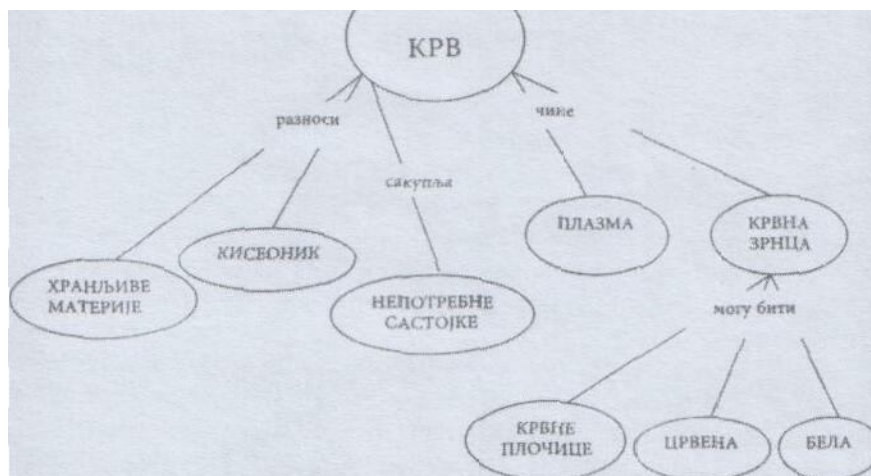 КРВ
разноси
чине
сакупља
ХРАНЉИВЕ
МАТЕРИЈЕ
КИСЕОНИК
НЕПОТРЕБНЕ
САСТОЈКЕ
ПЛАЗМА
КРВНА
ЗРНЦА
могу бити
КРВНЕ
ПЛОЧИЦЕ
ЦРВЕНА
БЕЛА